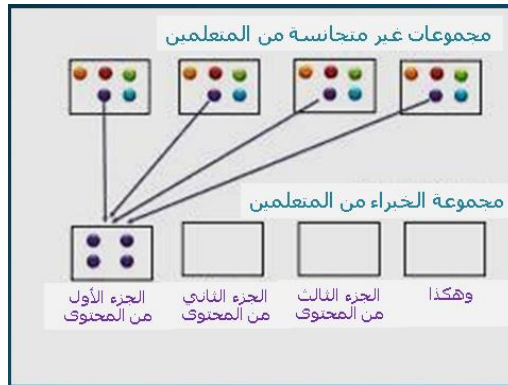 مجموعات غير متجانسة من المتعلمين
مجموعة الخبراء من المتعلمين
الجزء الأول
من المحتوى
الجزء الثاني
من المحتوى
الجزء الثالث
من المحتوى
وهكذا